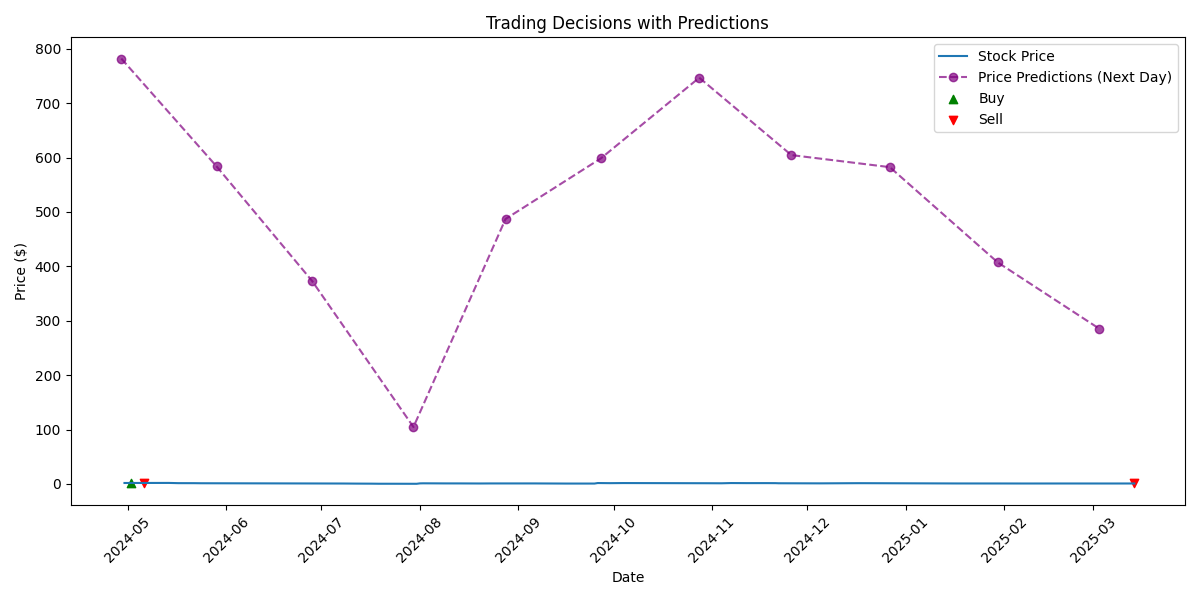 Trading Decisions with Predictions
Stock Price
Price Predictions (Next Day)
Buy
Sell
Price ($)
800
700
600
500
400
300
200
100
0
2024-05
2024-06
2024-07
2024-08
2024-09
2024-10
2024-11
2024-12
2025-01
2025-02
2025-03
Date